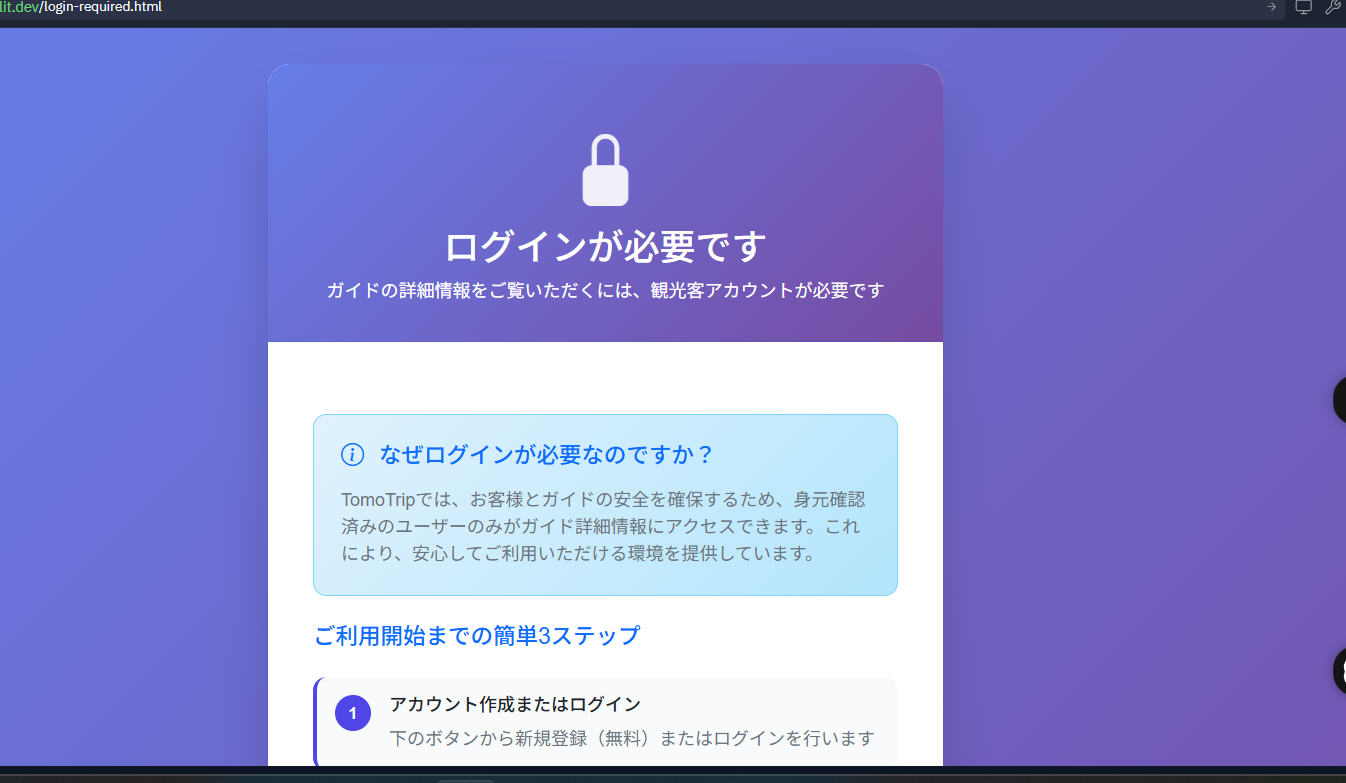 lit.dev/login-required.html
ログインが必要です
ガイドの詳細情報をご覧いただくには、観光客アカウントが必要です
なぜログインが必要なのですか？
TomoTripでは、お客様とガイドの安全を確保するため、身元確認
済みのユーザーのみがガイド詳細情報にアクセスできます。これ
により、安心してご利用いただける環境を提供しています。
ご利用開始までの簡単3ステップ
1
アカウント作成またはログイン
下のボタンから新規登録（無料）またはログインを行います